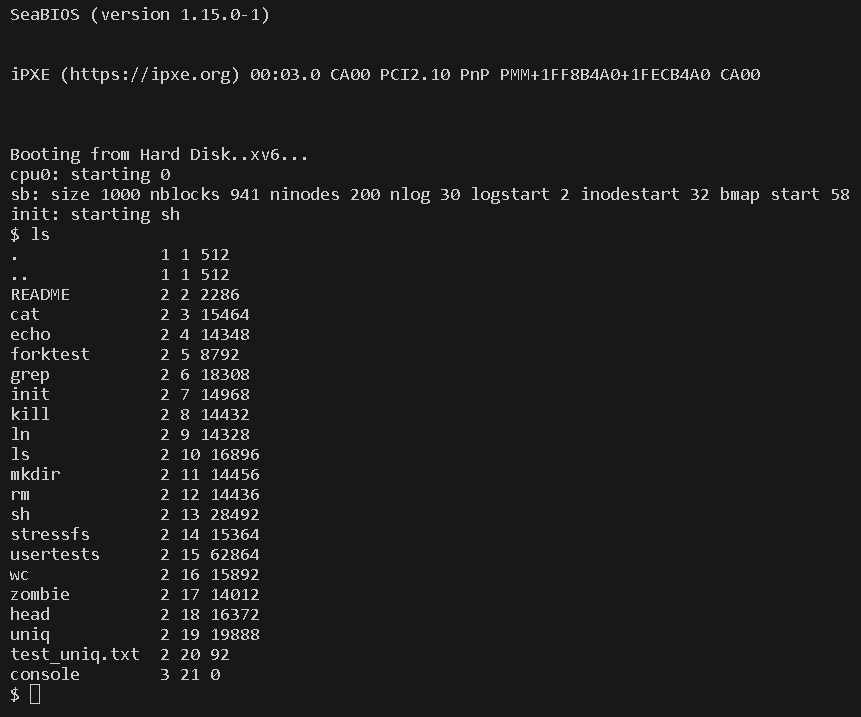 SeaBIOS (version 1.15.0-1)
iPXE (https://ipxe.org) 00:03.0 CA00 PCI2.10 PnP PMM+1FF8B4A0+1FECB4A0 CA00
Booting from Hard Disk..xv6...
cpu0: starting 0
sb: size 1000 nblocks 941 ninodes 200 nlog 30 logstart 2 inodestart 32 bmap start 58
init: starting sh
$ ls
. 1 1 512
.. 1 1 512
README 2 2 2286
cat 2 3 15464
echo 2 4 14348
forktest 2 5 8792
grep 2 6 18308
init 2 7 14968
kill 2 8 14432
ln 2 9 14328
ls 2 10 16896
mkdir 2 11 14456
rm 2 12 14436
sh 2 13 28492
stressfs 2 14 15364
usertests 2 15 62864
wc 2 16 15892
zombie 2 17 14012
head 2 18 16372
uniq 2 19 19888
test_uniq.txt 2 20 92
console 3 21 0
$